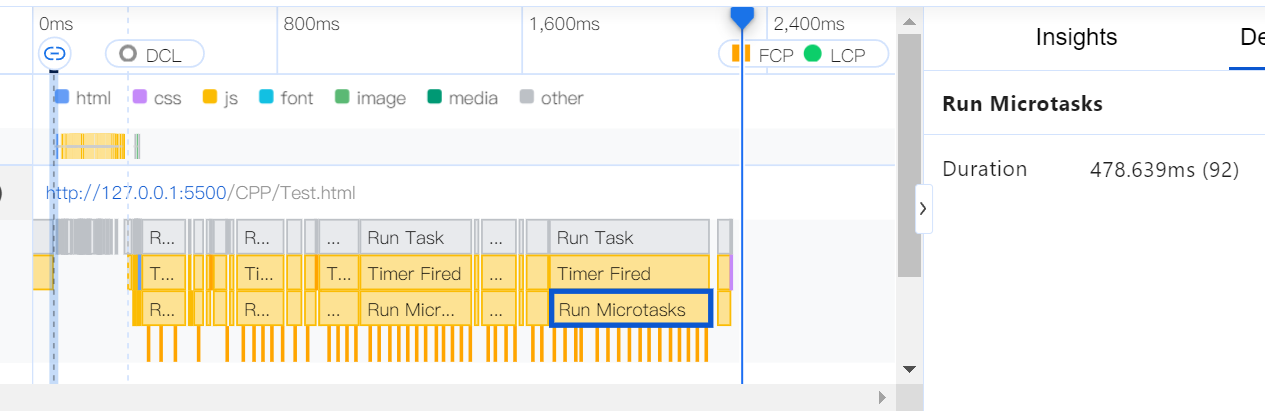 0ms 800ms 1,600ms 2,400ms
DCL FCP LCP
html css js font image media other
http://127.0.0.1:5500/CPP/Test.html
R... R... ... Run Task ... Run Task
T... Ti... T... Timer Fired ... Timer Fired
R... R... ... Run Micr... ... Run Microtasks
Insights De
Run Microtasks
Duration 478.639ms (92)